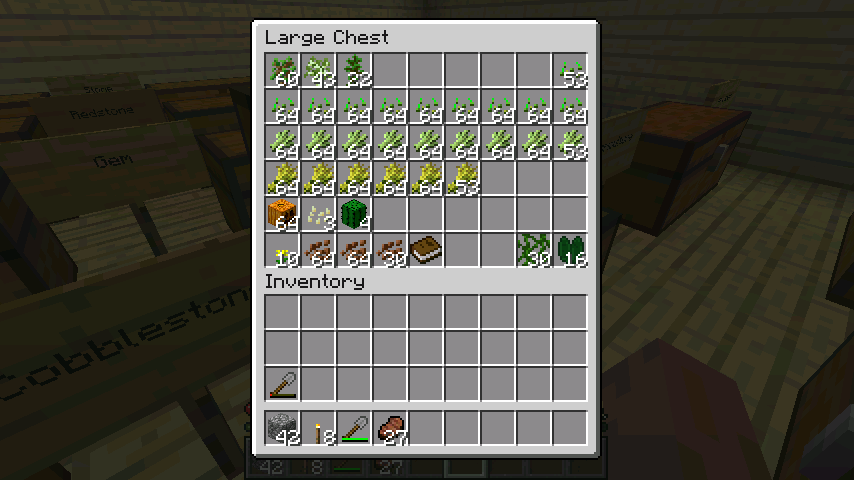 Large Chest
60 43 22 53
64 64 64 64 64 64 64 64 64
64 64 64 64 64 64 64 64 53
64 64 64 64 64 53
64 3 4
10 64 64 30 30 16
Inventory
42 8 27
42 8 27
Stone
Redstone
Gem
Cobblestone